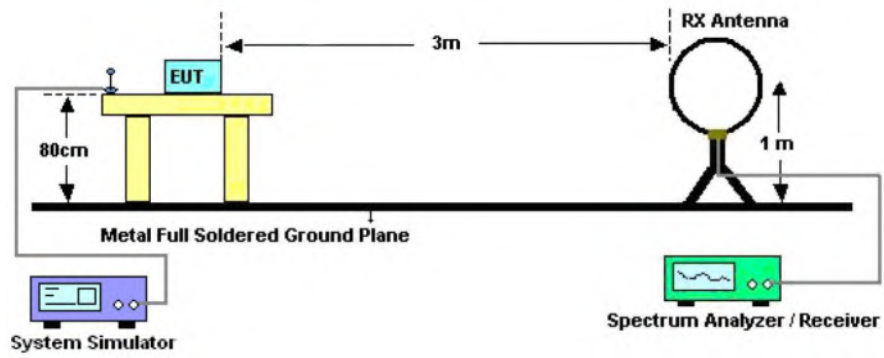 RX Antenna
3m
EUT
80cm
1 m
Metal Full Soldered Ground Plane
System Simulator
Spectrum Analyzer / Receiver